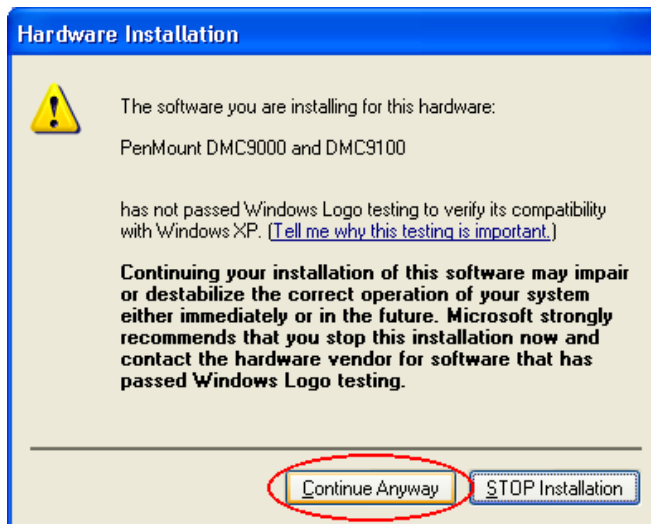 Hardware Installation
The software you are installing for this hardware:
PenMount DMC9000 and DMC9100
has not passed Windows Logo testing to verify its compatibility
with Windows XP. (Tell me why this testing is important.)
Continuing your installation of this software may impair
or destabilize the correct operation of your system
either immediately or in the future. Microsoft strongly
recommends that you stop this installation now and
contact the hardware vendor for software that has
passed Windows Logo testing.
Continue Anyway STOP Installation